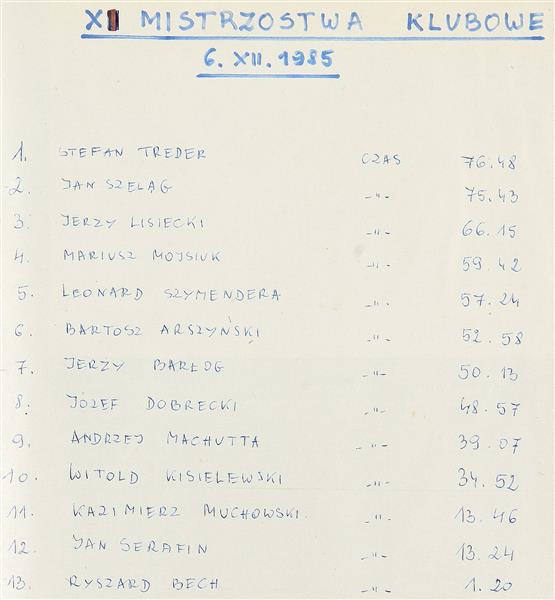 XI MISTRZOSTWA KLUBOWE
6. XII. 1985
1. STEFAN TREDER CZAS 76.48
2. JAN SZELĄG -"- 75.43
3. JERZY LISIECKI -"- 66.15
4. MARIUSZ MOJSIUK -"- 59.42
5. LEONARD SZYMENDERA -"- 57.24
6. BARTOSZ ARSZYŃSKI -"- 52.58
7. JERZY BARŁOG -"- 50.13
8. JÓZEF DOBRECKI -"- 48.57
9. ANDRZEJ MACHUTTA -"- 39.07
10. WITOLD KISIELEWSKI -"- 34.52
11. KAZIMIERZ MUCHOWSKI. -"- 13.46
12. JAN SERAFIN -"- 13.24
13. RYSZARD BECH -"- 1.20